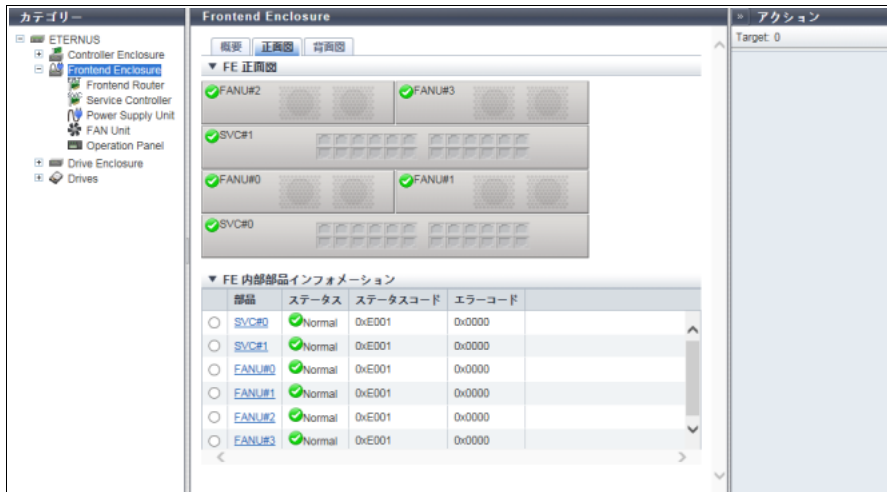 カテゴリー
Frontend Enclosure
» アクション
Target: 0
ETERNUS
Controller Enclosure
Frontend Enclosure
Frontend Router
Service Controller
Power Supply Unit
FAN Unit
Operation Panel
Drive Enclosure
Drives
概要 正面図 背面図
▼ FE 正面図
FANU#2 FANU#3
SVC#1
FANU#0 FANU#1
SVC#0
▼ FE 内部部品インフォメーション
部品 ステータス ステータスコード エラーコード
SVC#0 Normal 0xE001 0x0000
SVC#1 Normal 0xE001 0x0000
FANU#0 Normal 0xE001 0x0000
FANU#1 Normal 0xE001 0x0000
FANU#2 Normal 0xE001 0x0000
FANU#3 Normal 0xE001 0x0000